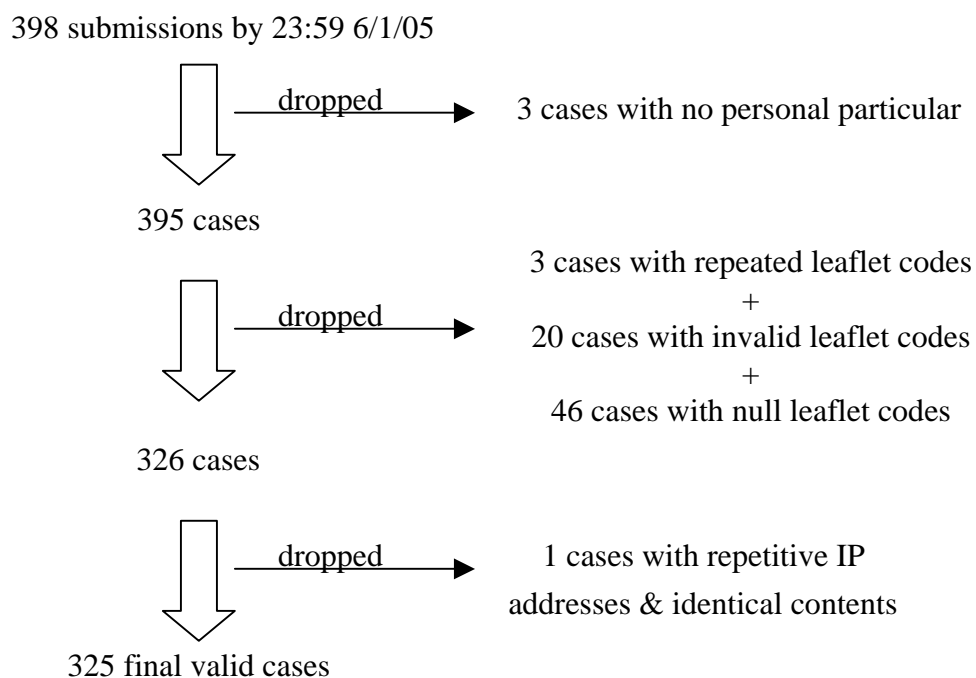 398 submissions by 23:59 6/1/05
dropped
3 cases with no personal particular
395 cases
dropped
3 cases with repeated leaflet codes
+
20 cases with invalid leaflet codes
+
46 cases with null leaflet codes
326 cases
dropped
1 cases with repetitive IP
addresses & identical contents
325 final valid cases